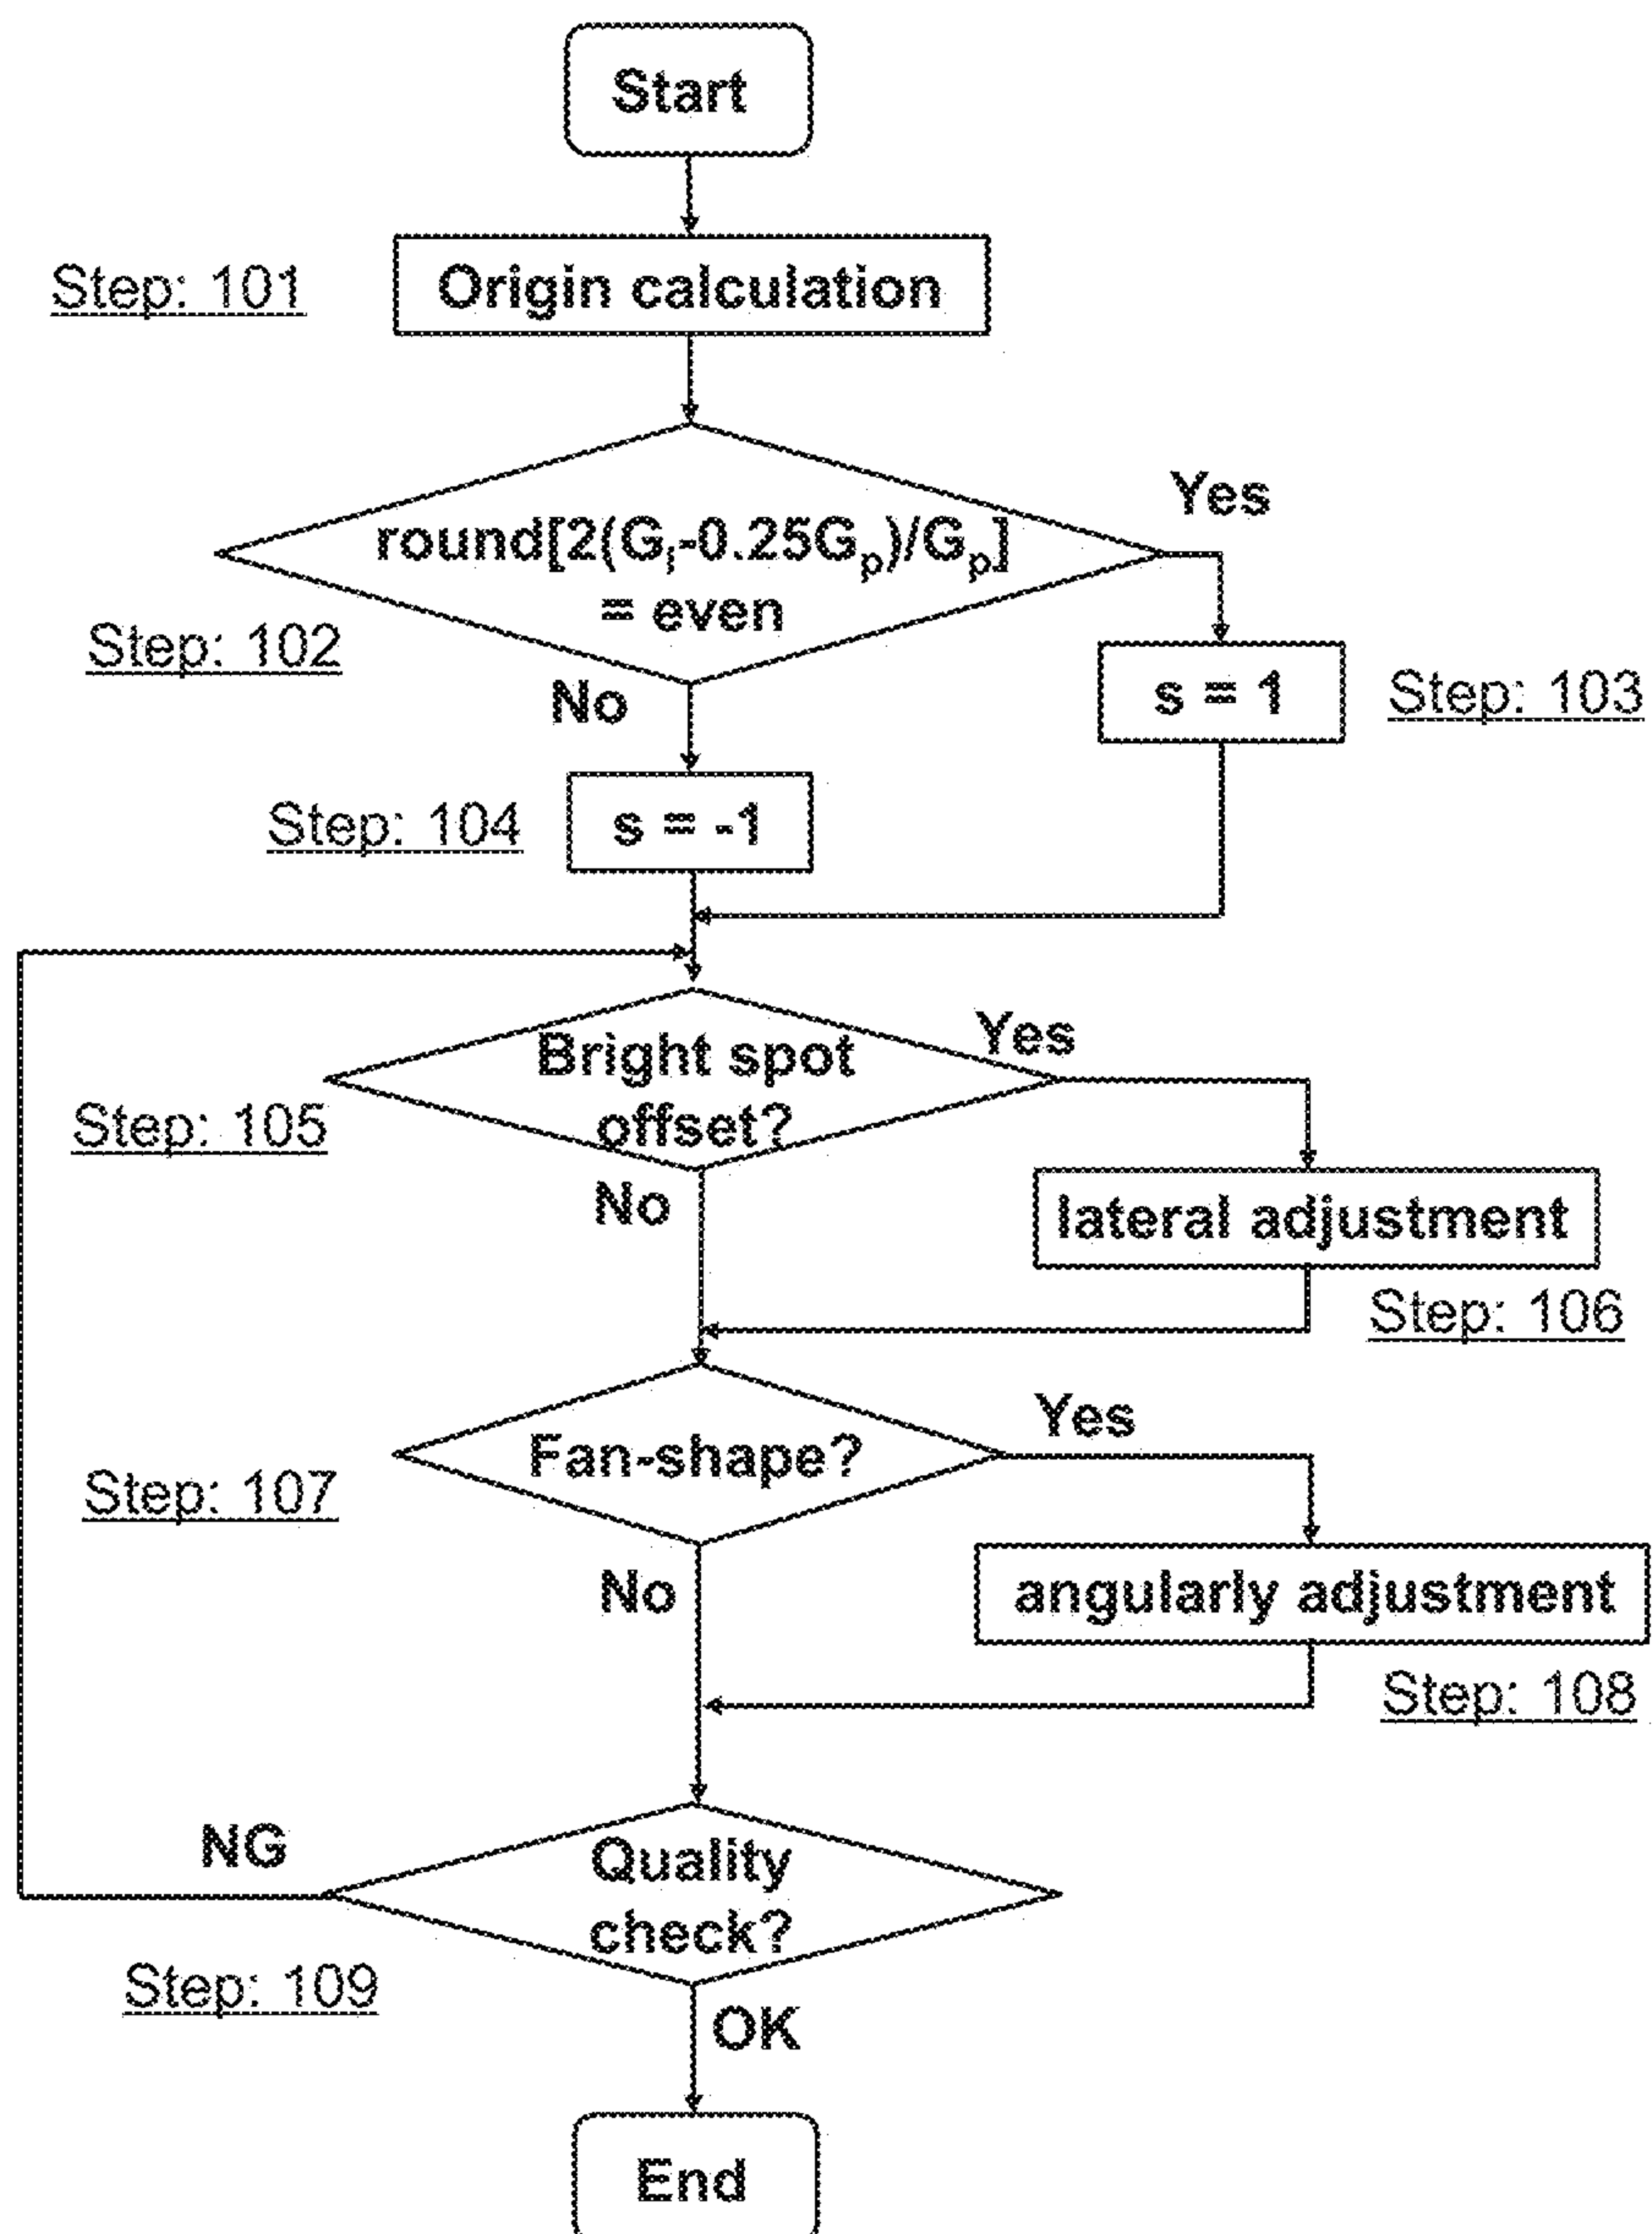 Start
Step: 101
Origin calculation
Yes
round[2(Gᵢ-0.25Gₚ)/Gₚ]
= even
Step: 102
No
s = 1
Step: 103
Step: 104
s = -1
Yes
Bright spot
offset?
Step: 105
No
lateral adjustment
Step: 106
Yes
Fan-shape?
Step: 107
No
angularly adjustment
Step: 108
NG
Quality
check?
Step: 109
OK
End